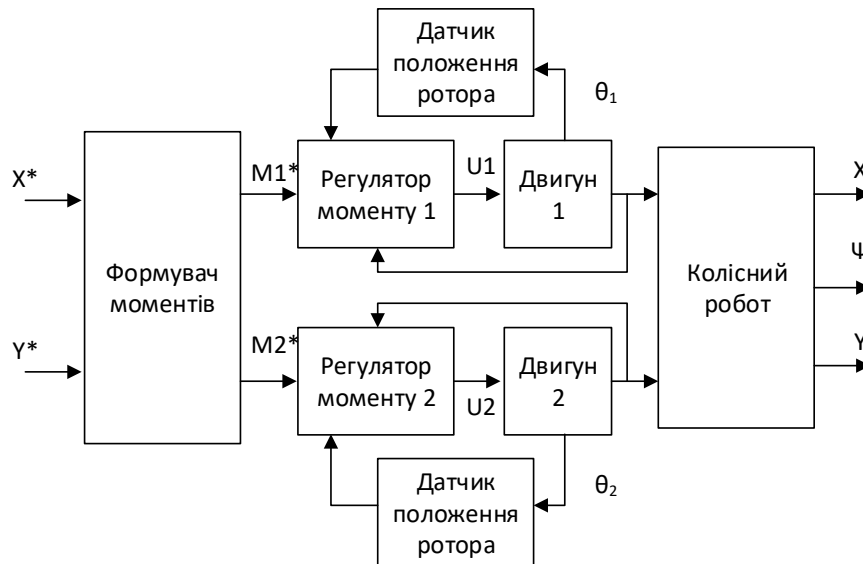 Датчик
положення
ротора
θ₁
X*
M1*
Регулятор
моменту 1
U1
Двигун
1
X
Формувач
моментів
Колісний
робот
Ψ
Y*
M2*
Регулятор
моменту 2
U2
Двигун
2
Y
Датчик
положення
ротора
θ₂